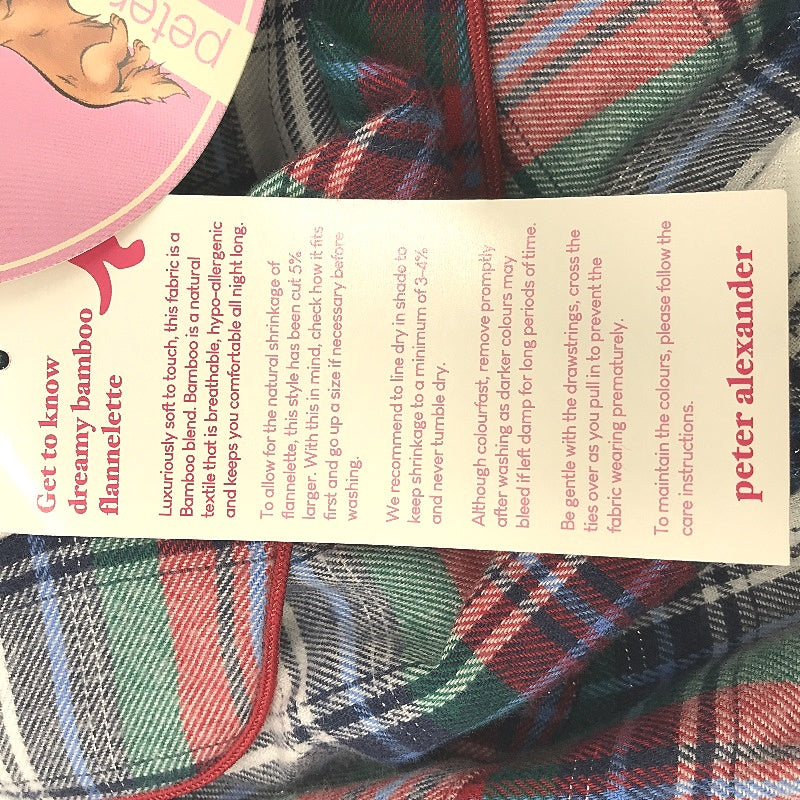 peter
Get to know
dreamy bamboo
flannelette
Luxuriously soft to touch, this fabric is a
Bamboo blend. Bamboo is a natural
textile that is breathable, hypo-allergenic
and keeps you comfortable all night long.
To allow for the natural shrinkage of
flannelette, this style has been cut 5%
larger. With this in mind, check how it fits
first and go up a size if necessary before
washing.
We recommend to line dry in shade to
keep shrinkage to a minimum of 3-4%
and never tumble dry.
Although colourfast, remove promptly
after washing as darker colours may
bleed if left damp for long periods of time.
Be gentle with the drawstrings, cross the
ties over as you pull in to prevent the
fabric wearing prematurely.
To maintain the colours, please follow the
care instructions.
peter alexander